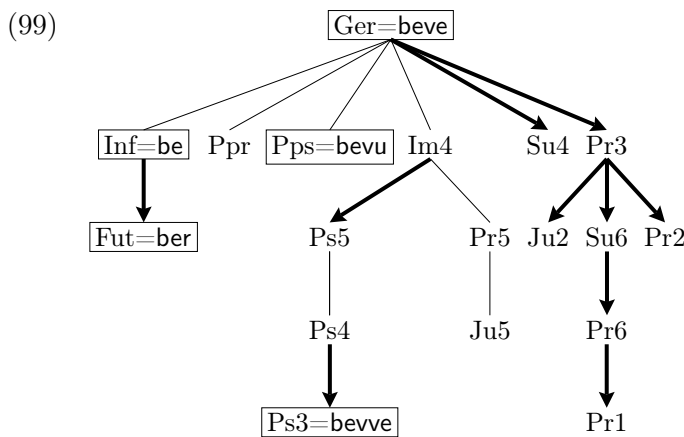 (99)
Ger=beve
Inf=be Ppr Pps=bevu Im4 Su4 Pr3
Fut=ber Ps5 Pr5 Ju2 Su6 Pr2
Ps4 Ju5 Pr6
Ps3=bevve Pr1